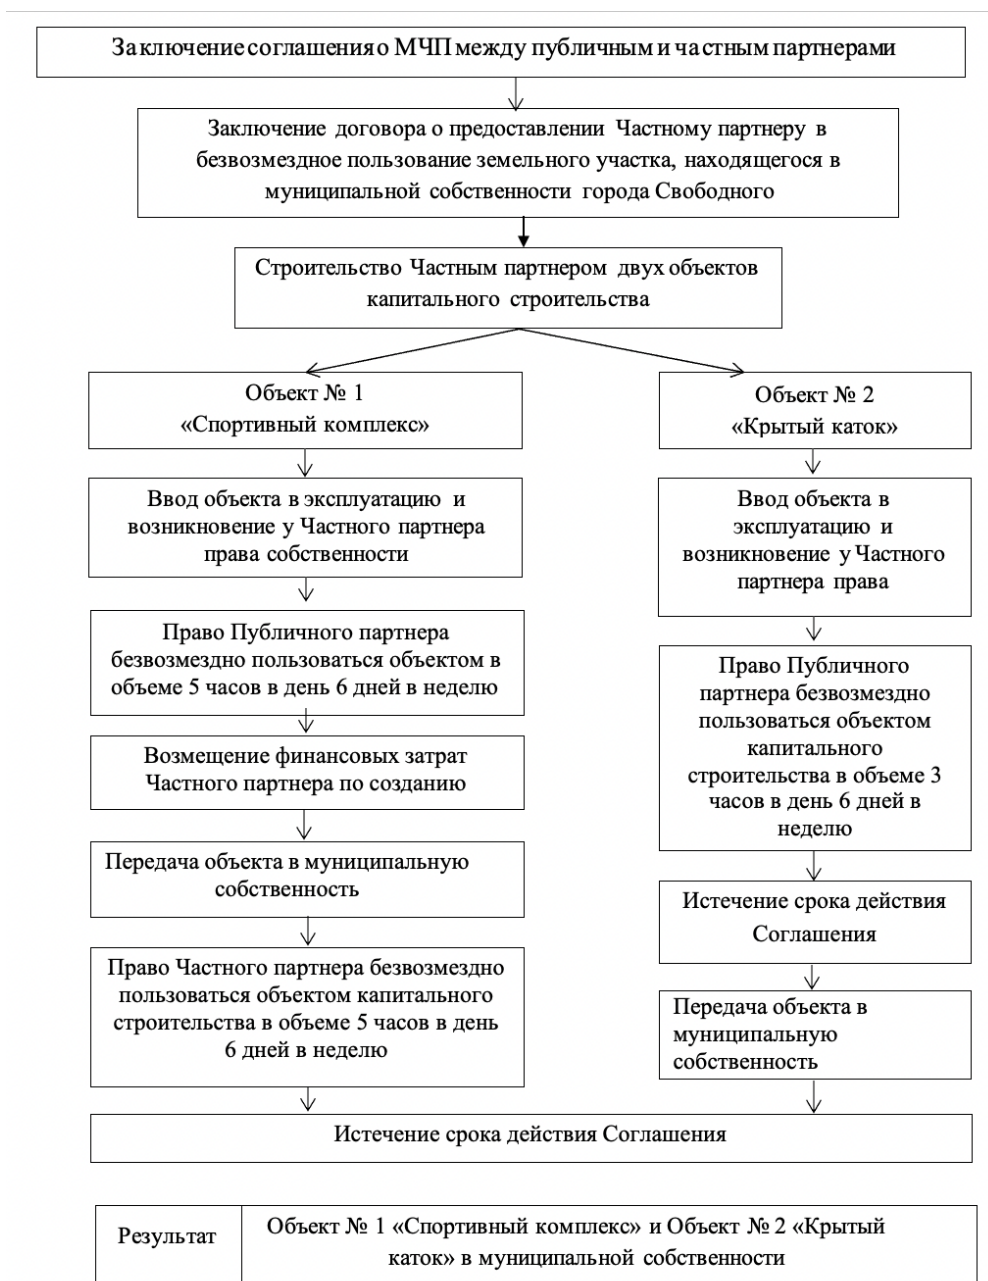 Заключение соглашения о МЧП между публичным и частным партнерами
Заключение договора о предоставлении Частному партнеру в
безвозмездное пользование земельного участка, находящегося в
муниципальной собственности города Свободного
Строительство Частным партнером двух объектов
капитального строительства
Объект № 1
«Спортивный комплекс»
Ввод объекта в эксплуатацию и
возникновение у Частного партнера
права собственности
Право Публичного партнера
безвозмездно пользоваться объектом в
объеме 5 часов в день 6 дней в неделю
Возмещение финансовых затрат
Частного партнера по созданию
Передача объекта в муниципальную
собственность
Право Частного партнера безвозмездно
пользоваться объектом капитального
строительства в объеме 5 часов в день
6 дней в неделю
Объект № 2
«Крытый каток»
Ввод объекта в
эксплуатацию и
возникновение у Частного
партнера права
Право Публичного
партнера безвозмездно
пользоваться объектом
капитального
строительства в объеме 3
часов в день 6 дней в
неделю
Истечение срока действия
Соглашения
Передача объекта в
муниципальную
собственность
Истечение срока действия Соглашения
Результат
Объект № 1 «Спортивный комплекс» и Объект № 2 «Крытый
каток» в муниципальной собственности